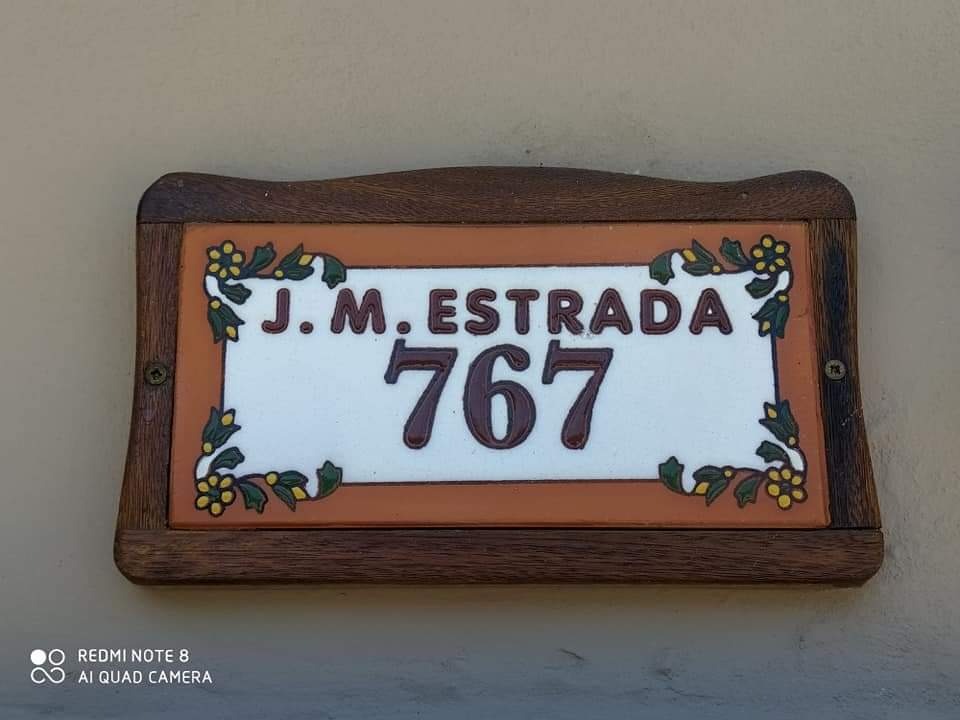 J. M. ESTRADA
767
REDMI NOTE 8
AI QUAD CAMERA